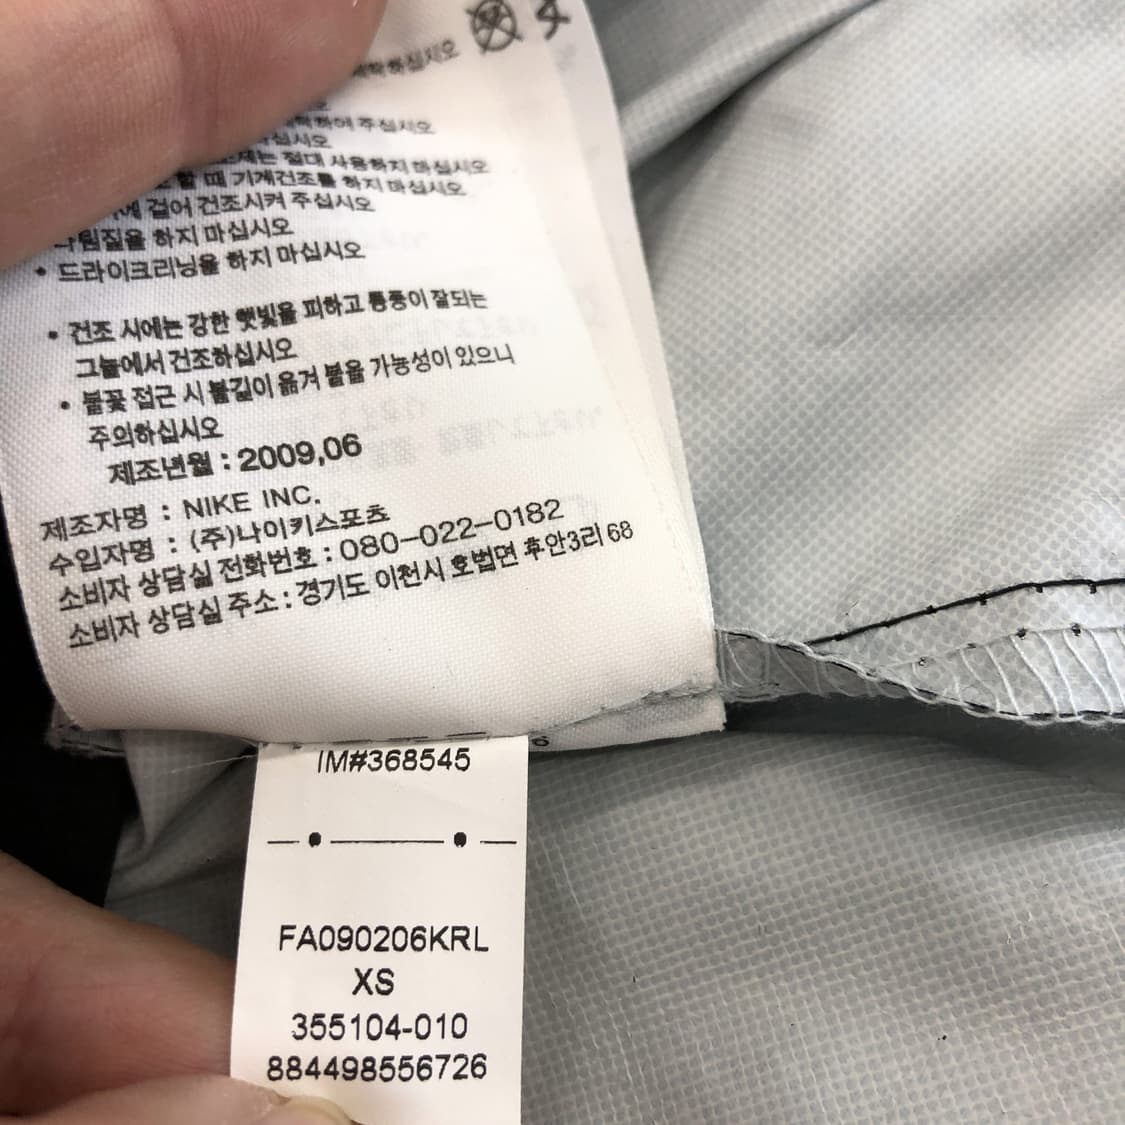 하십시오
하여 주십시오
십시오
절대 사용하지 마십시오
할 때 기계건조를 하지 마십시오
걸어 건조시켜 주십시오
하지 마십시오
• 드라이크리닝을 하지 마십시오
• 건조 시에는 강한 햇빛을 피하고 통풍이 잘되는
그늘에서 건조하십시오
• 불꽃 접근 시 불길이 옮겨 붙을 가능성이 있으니
주의하십시오
제조년월 : 2009,06
제조자명 : NIKE INC.
수입자명 : (주)나이키스포츠
소비자 상담실 전화번호 : 080-022-0182
소비자 상담실 주소 : 경기도 이천시 호법면 후안3리 68
IM#368545
FA090206KRL
XS
355104-010
884498556726